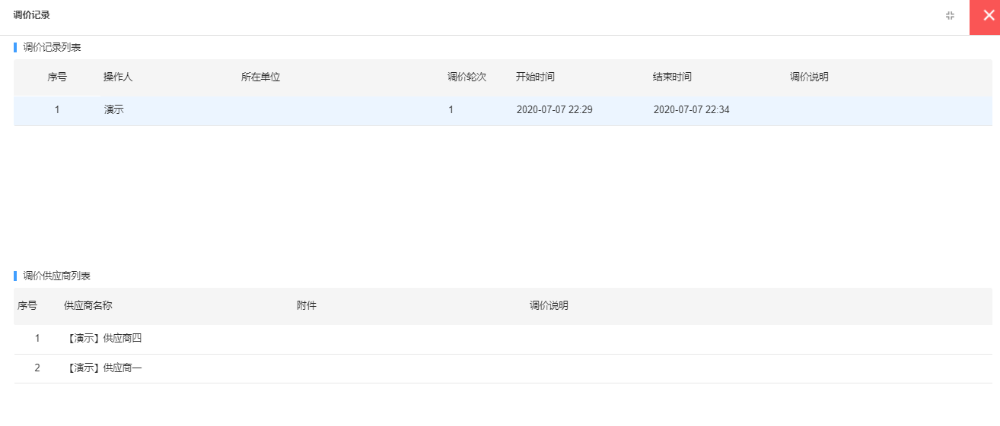 调价记录
调价记录列表
序号 操作人 所在单位 调价轮次 开始时间 结束时间 调价说明
1 演示 1 2020-07-07 22:29 2020-07-07 22:34
调价供应商列表
序号 供应商名称 附件 调价说明
1 【演示】供应商四
2 【演示】供应商一